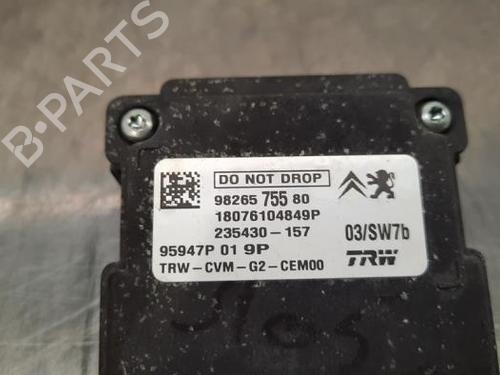 DO NOT DROP
98265 755 80
18076104849P
235430-157
03/SW7b
95947P 01 9P
TRW-CVM-G2-CEM00
TRW
B-Parts